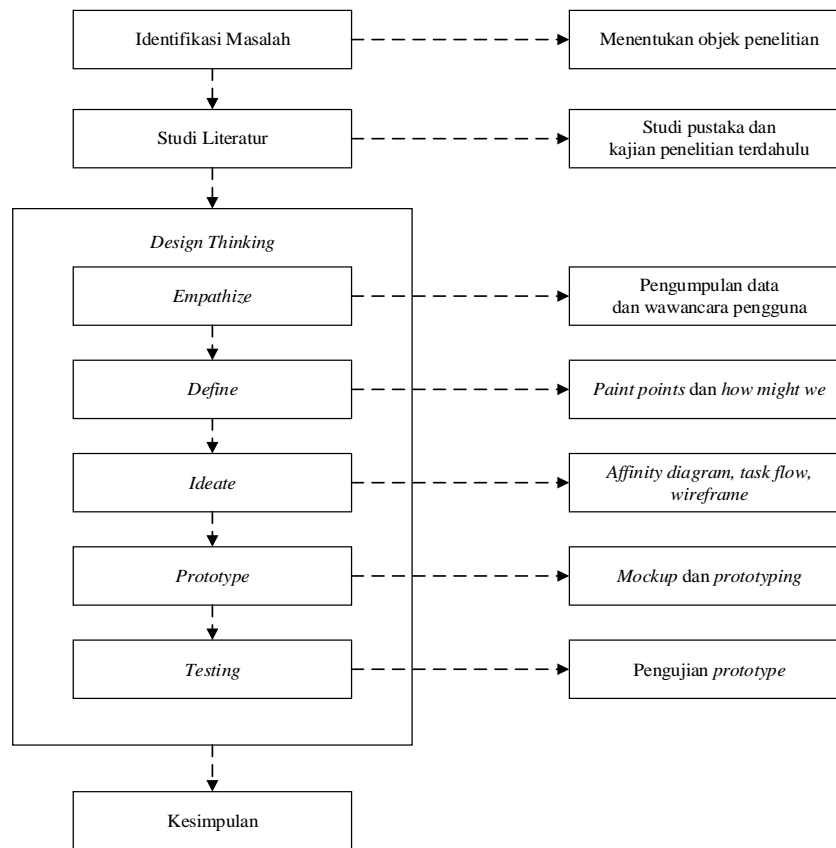 Identifikasi Masalah
Menentukan objek penelitian
Studi Literatur
Studi pustaka dan
kajian penelitian terdahulu
Design Thinking
Empathize
Pengumpulan data
dan wawancara pengguna
Define
Paint points dan how might we
Ideate
Affinity diagram, task flow,
wireframe
Prototype
Mockup dan prototyping
Testing
Pengujian prototype
Kesimpulan